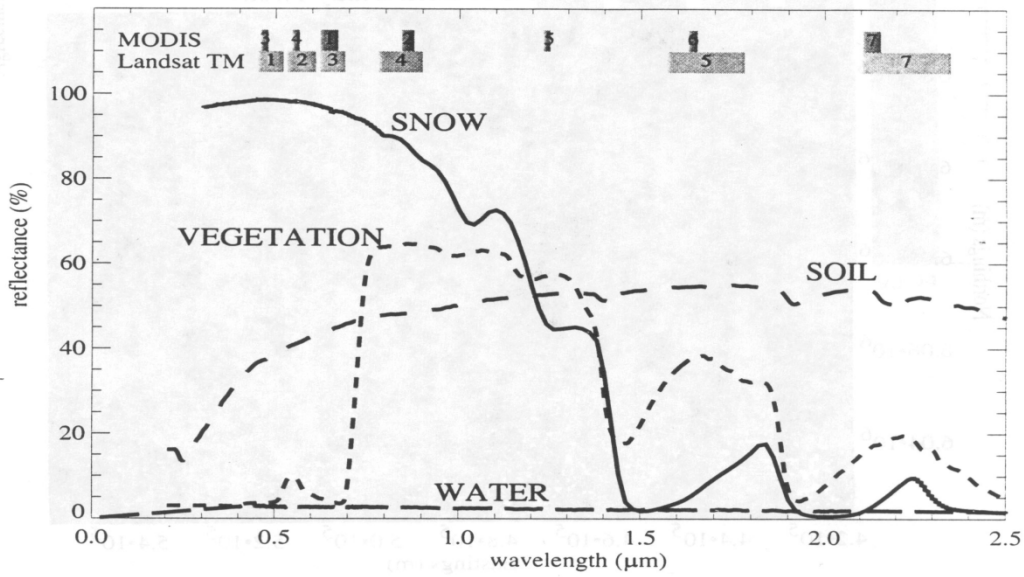 MODIS 3 4 1 2 5 6 7
Landsat TM 1 2 3 4 5 7
100
SNOW
80
VEGETATION
SOIL
60
40
20
WATER
0
0.0 0.5 1.0 1.5 2.0 2.5
wavelength (µm)
reflectance (%)